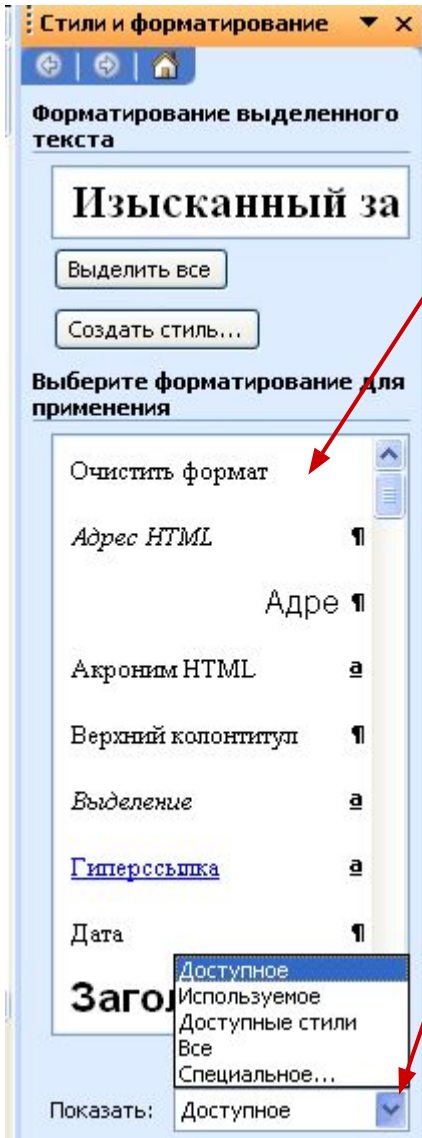 Стили и форматирование
Форматирование выделенного
текста
Изысканный за
Выделить все
Создать стиль...
Выберите форматирование для
применения
Очистить формат
Адрес HTML ¶
Адре ¶
Акроним HTML a
Верхний колонтитул ¶
Выделение a
Гиперссылка a
Дата ¶
Загол
Доступное
Используемое
Доступные стили
Все
Специальное...
Показать: Доступное